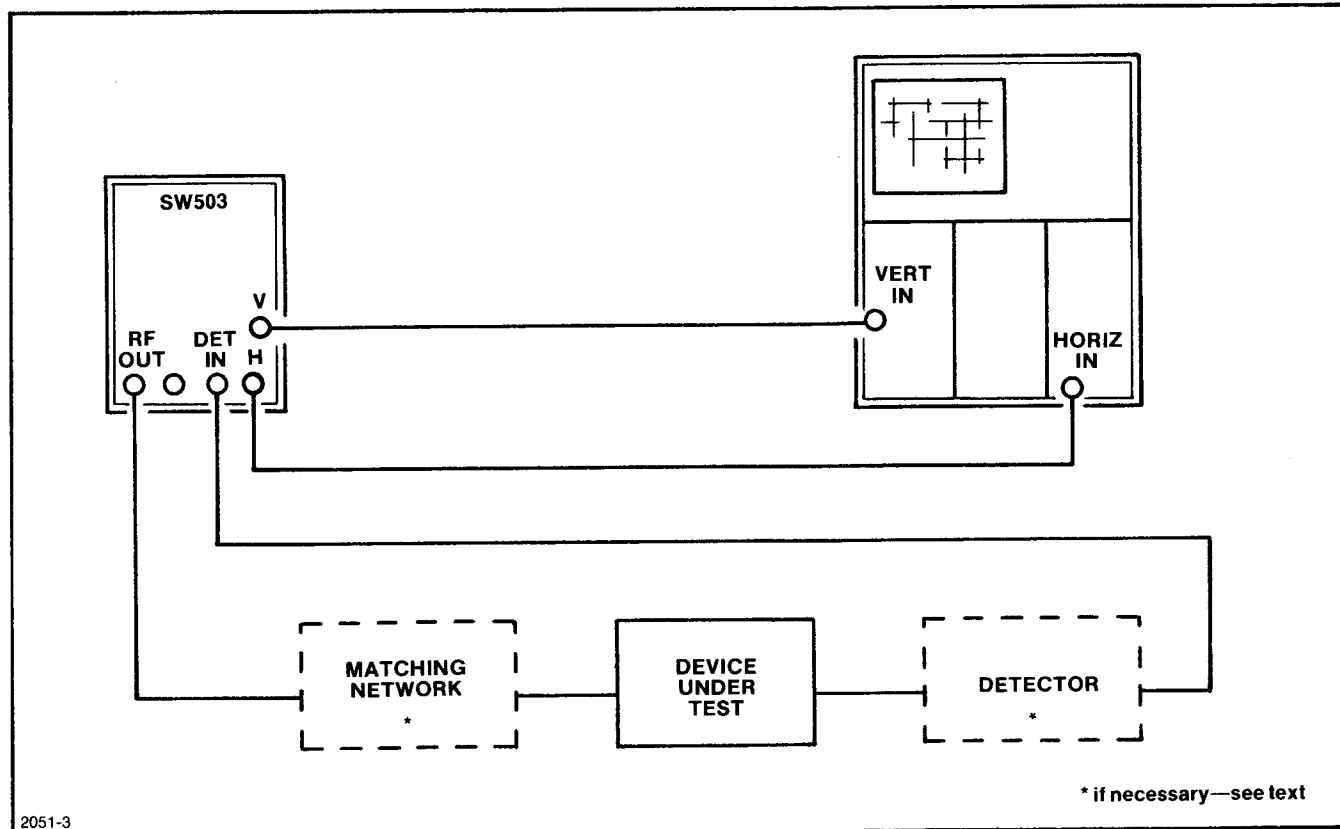 SW503
V
RF
OUT
DET
IN
H
VERT
IN
HORIZ
IN
MATCHING
NETWORK
*
DEVICE
UNDER
TEST
DETECTOR
*
* if necessary—see text
2051-3